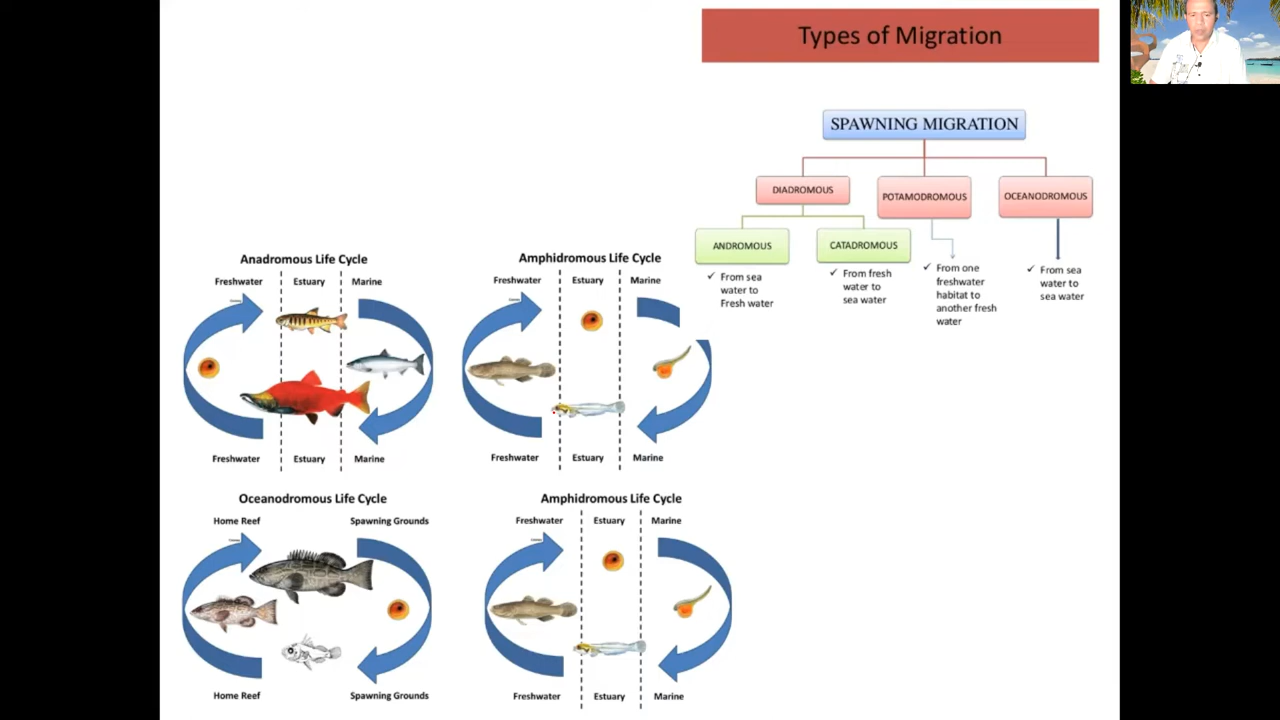 Types of Migration
SPAWNING MIGRATION
DIADROMOUS
POTAMODROMOUS
OCEANODROMOUS
ANDROMOUS
CATADROMOUS
✓ From sea
water to
Fresh water
✓ From fresh
water to
sea water
✓ From one
freshwater
habitat to
another fresh
water
✓ From sea
water to
sea water
Anadromous Life Cycle
Freshwater Estuary Marine
Freshwater Estuary Marine
Amphidromous Life Cycle
Freshwater Estuary Marine
Freshwater Estuary Marine
Oceanodromous Life Cycle
Home Reef Spawning Grounds
Home Reef Spawning Grounds
Amphidromous Life Cycle
Freshwater Estuary Marine
Freshwater Estuary Marine